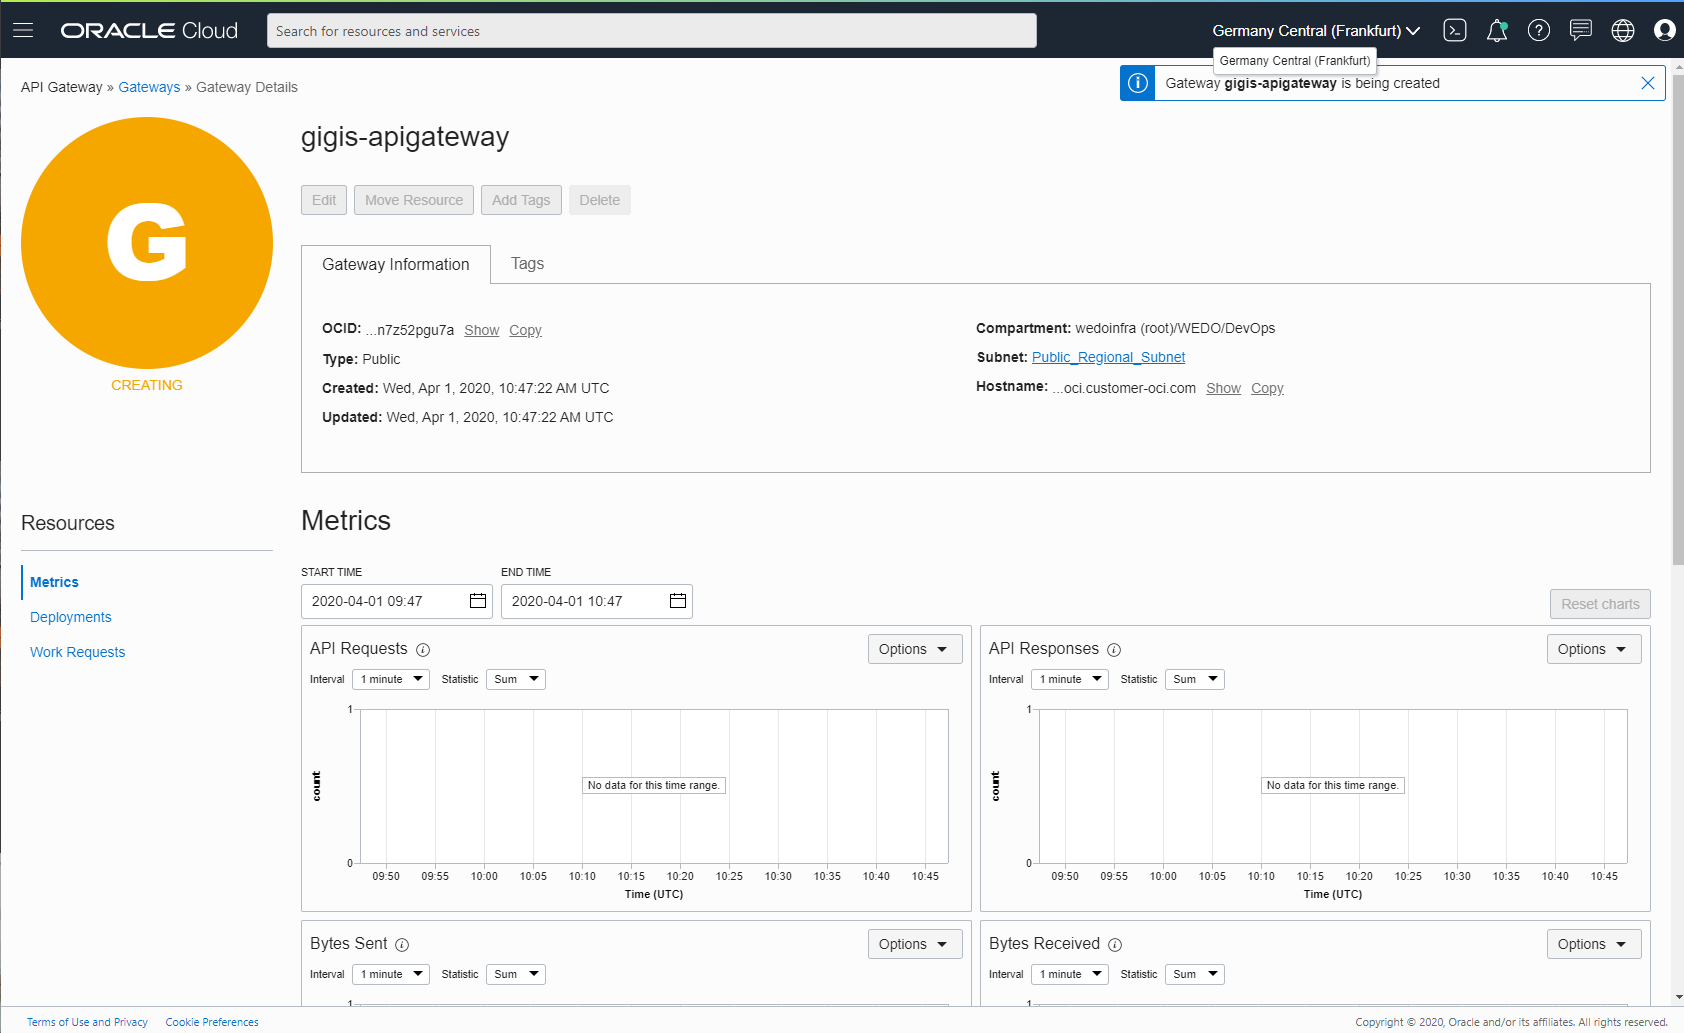 ORACLE Cloud
Search for resources and services
Germany Central (Frankfurt)
Germany Central (Frankfurt)
API Gateway » Gateways » Gateway Details
Gateway gigis-apigateway is being created
G
CREATING
gigis-apigateway
Edit
Move Resource
Add Tags
Delete
Gateway Information
Tags
OCID: ...n7z52pgu7a Show Copy
Type: Public
Created: Wed, Apr 1, 2020, 10:47:22 AM UTC
Updated: Wed, Apr 1, 2020, 10:47:22 AM UTC
Compartment: wedoinfra (root)/WEDO/DevOps
Subnet: Public_Regional_Subnet
Hostname: ...oci.customer-oci.com Show Copy
Resources
Metrics
Deployments
Work Requests
Metrics
START TIME
2020-04-01 09:47
END TIME
2020-04-01 10:47
Reset charts
API Requests
Options
Interval 1 minute Statistic Sum
1
count
No data for this time range.
0
09:50 09:55 10:00 10:05 10:10 10:15 10:20 10:25 10:30 10:35 10:40 10:45
Time (UTC)
API Responses
Options
Interval 1 minute Statistic Sum
1
count
No data for this time range.
0
09:50 09:55 10:00 10:05 10:10 10:15 10:20 10:25 10:30 10:35 10:40 10:45
Time (UTC)
Bytes Sent
Options
Interval 1 minute Statistic Sum
1
Bytes Received
Options
Interval 1 minute Statistic Sum
1
Terms of Use and Privacy Cookie Preferences
Copyright © 2020, Oracle and/or its affiliates. All rights reserved.